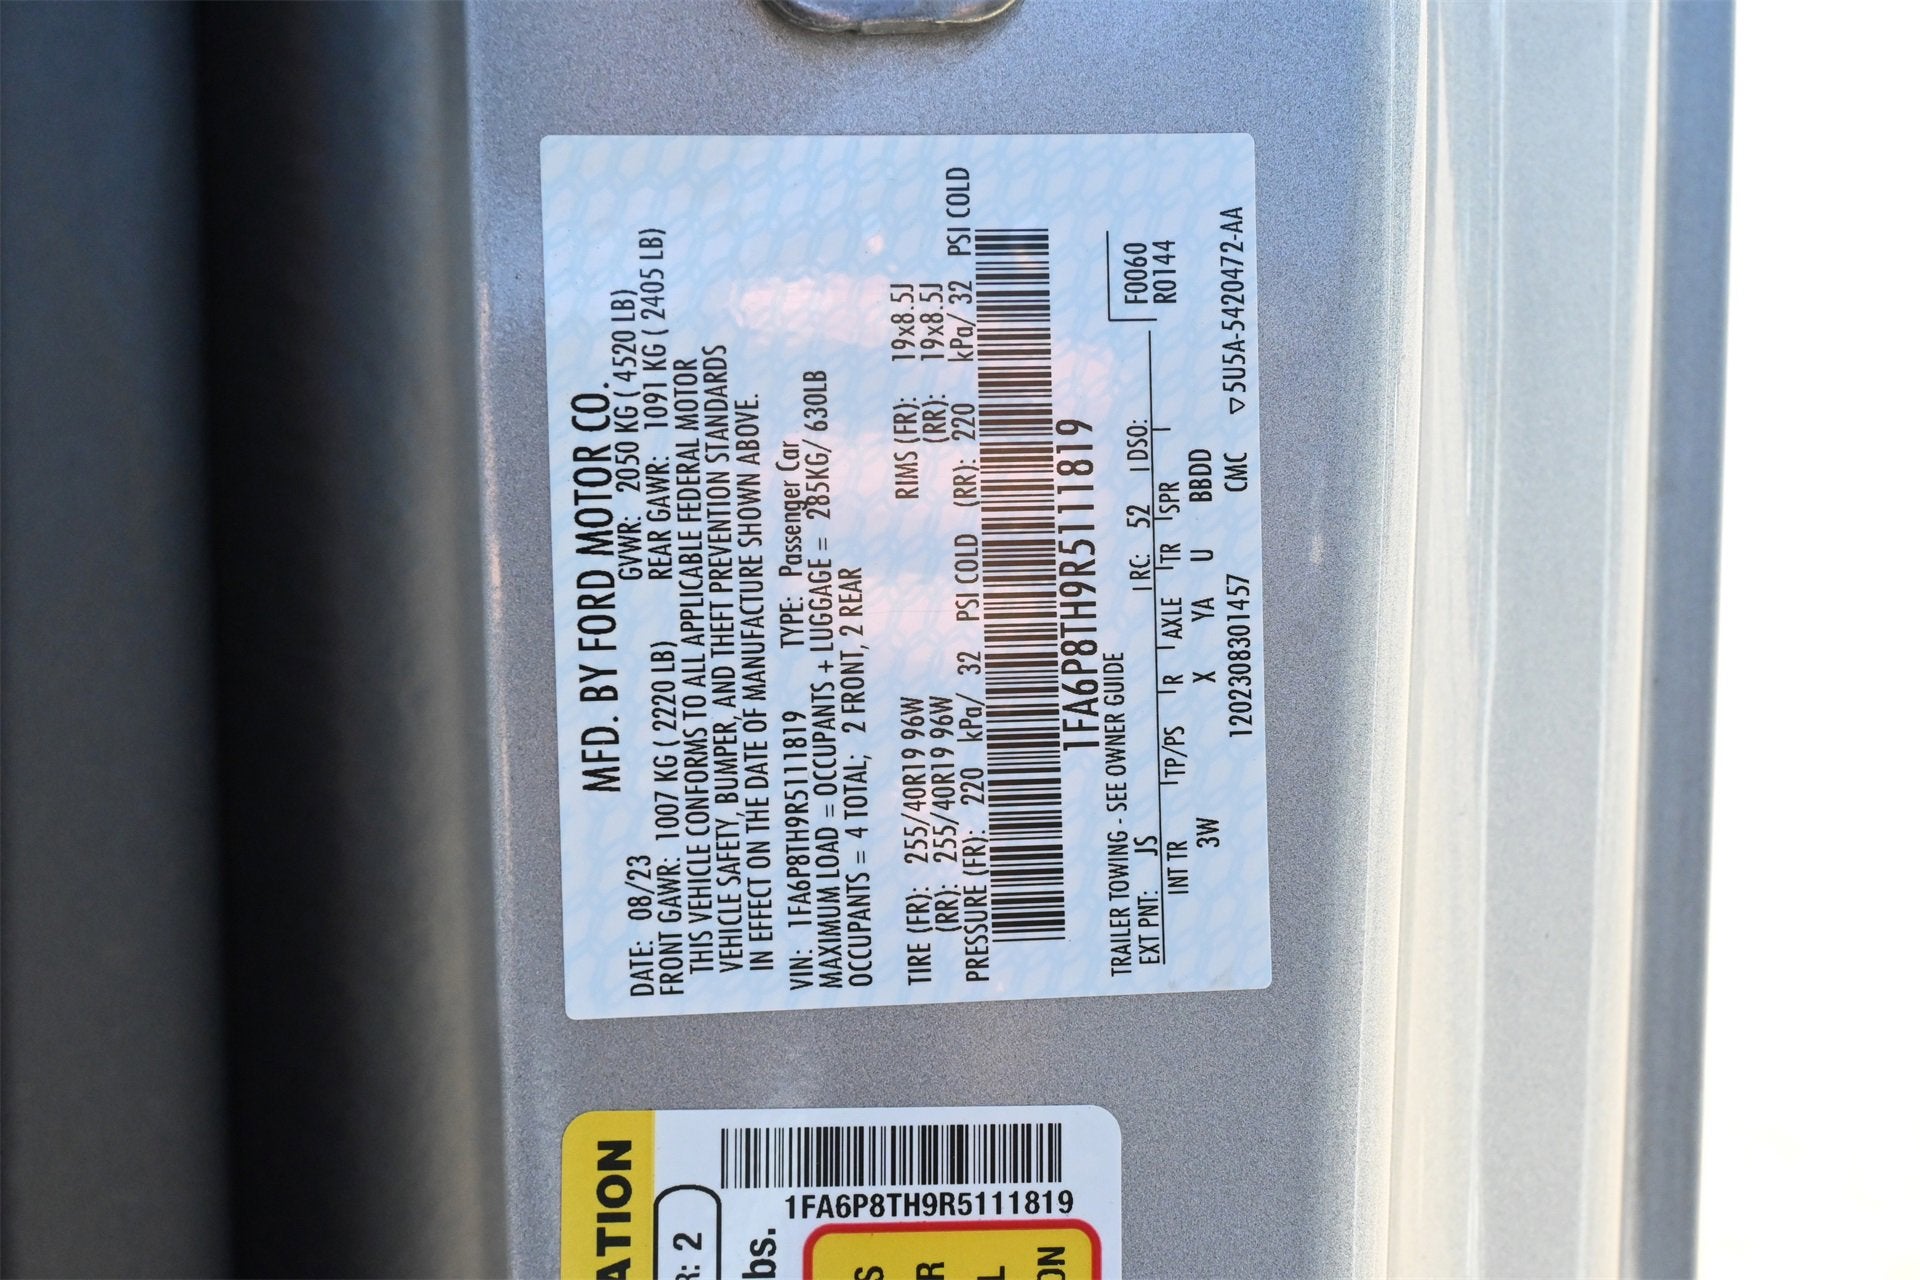 MFD. BY FORD MOTOR CO.
DATE: 08/23 GVWR: 2050 KG ( 4520 LB)
FRONT GAWR: 1007 KG ( 2220 LB) REAR GAWR: 1091 KG ( 2405 LB)
THIS VEHICLE CONFORMS TO ALL APPLICABLE FEDERAL MOTOR
VEHICLE SAFETY, BUMPER, AND THEFT PREVENTION STANDARDS
IN EFFECT ON THE DATE OF MANUFACTURE SHOWN ABOVE.
VIN: 1FA6P8TH9R5111819 TYPE: Passenger Car
MAXIMUM LOAD = OCCUPANTS + LUGGAGE = 285KG/ 630LB
OCCUPANTS = 4 TOTAL; 2 FRONT, 2 REAR
TIRE (FR): 255/40R19 96W RIMS (FR): 19x8.5J
(RR): 255/40R19 96W (RR): 19x8.5J
PRESSURE (FR): 220 kPa/ 32 PSI COLD (RR): 220 kPa/ 32 PSI COLD
1FA6P8TH9R5111819
TRAILER TOWING - SEE OWNER GUIDE F0060
EXT PNT: JS RC: 52 DSO: R0144
INT TR TP/PS R AXLE TR SPR
3W X YA U BBDD
1202308301457 CMC ▽5U5A-5420472-AA
ATION
R: 2
1FA6P8TH9R5111819
bs.
S
R
L
ON